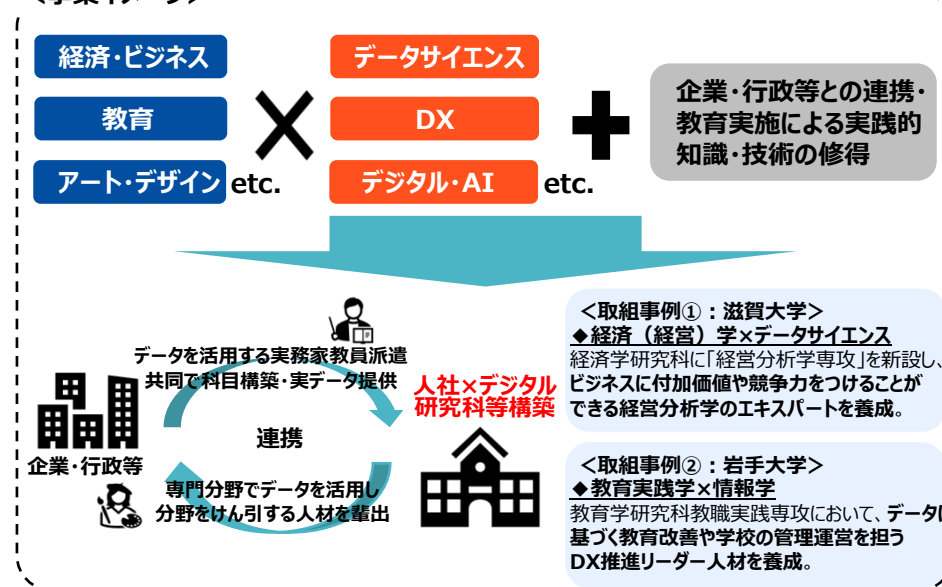 経済・ビジネス
データサイエンス
教育
DX
アート・デザイン etc.
デジタル・AI etc.
企業・行政等との連携・
教育実施による実践的
知識・技術の修得
データを活用する実務家教員派遣
共同で科目構築・実データ提供
連携
企業・行政等
専門分野でデータを活用し
分野をけん引する人材を輩出
人社×デジタル
研究科等構築
＜取組事例①：滋賀大学＞
◆経済（経営）学×データサイエンス
経済学研究科に「経営分析学専攻」を新設し、
ビジネスに付加価値や競争力をつけることが
できる経営分析学のエキスパートを養成。
＜取組事例②：岩手大学＞
◆教育実践学×情報学
教育学研究科教職実践専攻において、データに
基づく教育改善や学校の管理運営を担う
DX推進リーダー人材を養成。